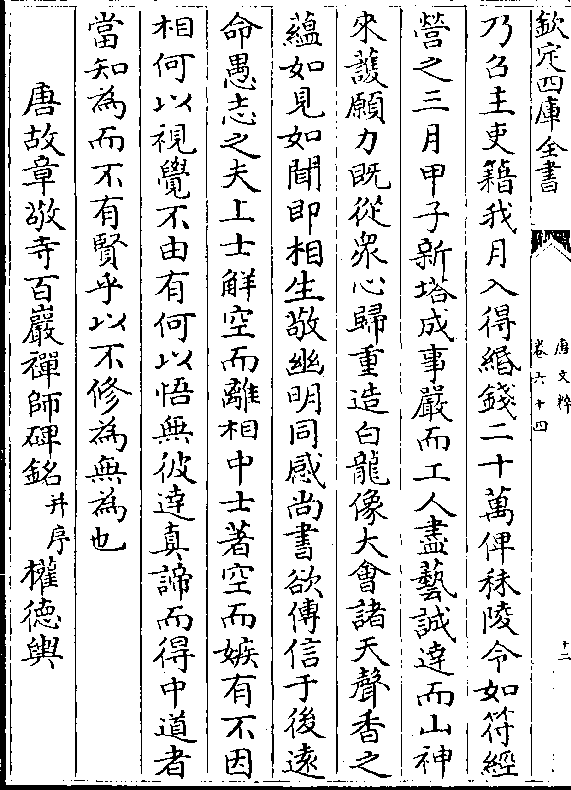 欽定四庫全書
唐文粹
卷六十四
十二
乃召主吏籍我月入得緡錢二十萬俾秣陵令如符經
營之三月甲子新塔成事嚴而工人盡藝誠達而山神
來䕶願力既從衆心歸重造白龍像大會諸天聲香之
藴如見如聞即相生敬幽明同感尚書欲傳信于後遠
命愚志之夫上士解空而離相中士著空而嫉有不因
相何以視覺不由有何以悟無彼達真諦而得中道者
當知為而不有賢乎以不修為無為也
唐故章敬寺百巖禪師碑銘并序 權德輿